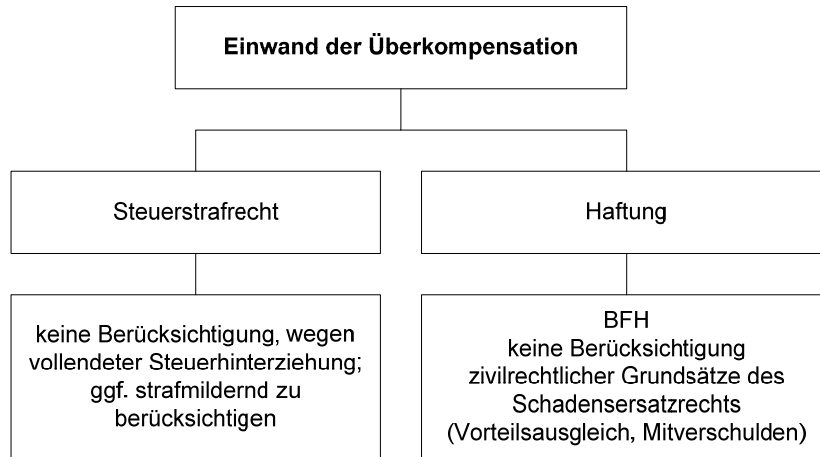 Einwand der Überkompensation
Steuerstrafrecht
Haftung
keine Berücksichtigung, wegen
vollendeter Steuerhinterziehung;
ggf. strafmildernd zu
berücksichtigen
BFH
keine Berücksichtigung
zivilrechtlicher Grundsätze des
Schadensersatzrechts
(Vorteilsausgleich, Mitverschulden)